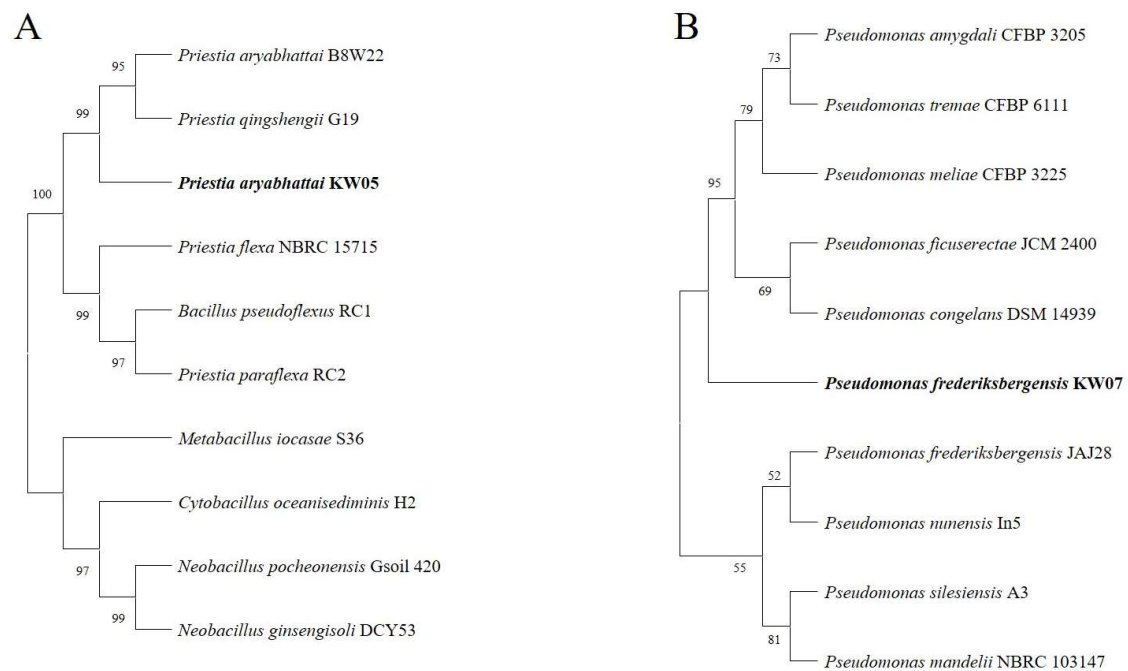 A
95
Priestia aryabhattai B8W22
99
Priestia qingshengii G19
Priestia aryabhattai KW05
100
Priestia flexa NBRC 15715
99
Bacillus pseudoflexus RC1
97
Priestia paraflexa RC2
Metabacillus iocasae S36
Cytobacillus oceanisediminis H2
97
Neobacillus pocheonensis Gsoil 420
99
Neobacillus ginsengisoli DCY53
B
Pseudomonas amygdali CFBP 3205
73
Pseudomonas tremae CFBP 6111
79
Pseudomonas meliae CFBP 3225
95
Pseudomonas ficuserectae JCM 2400
69
Pseudomonas congelans DSM 14939
Pseudomonas frederiksbergensis KW07
Pseudomonas frederiksbergensis JAJ28
52
Pseudomonas nunensis In5
55
Pseudomonas silesiensis A3
81
Pseudomonas mandelii NBRC 103147